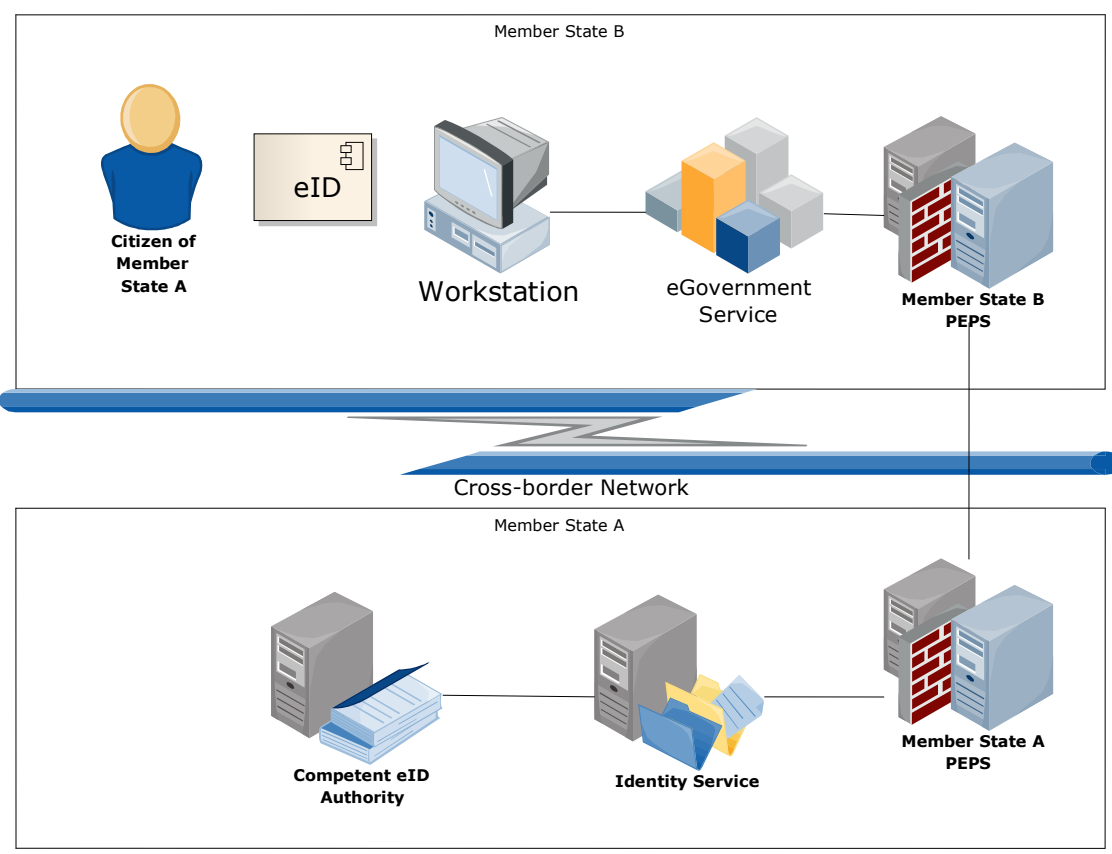 Member State B
eID
Citizen of
Member
State A
Workstation
eGovernment
Service
Member State B
PEPS
Cross-border Network
Member State A
Competent eID
Authority
Identity Service
Member State A
PEPS